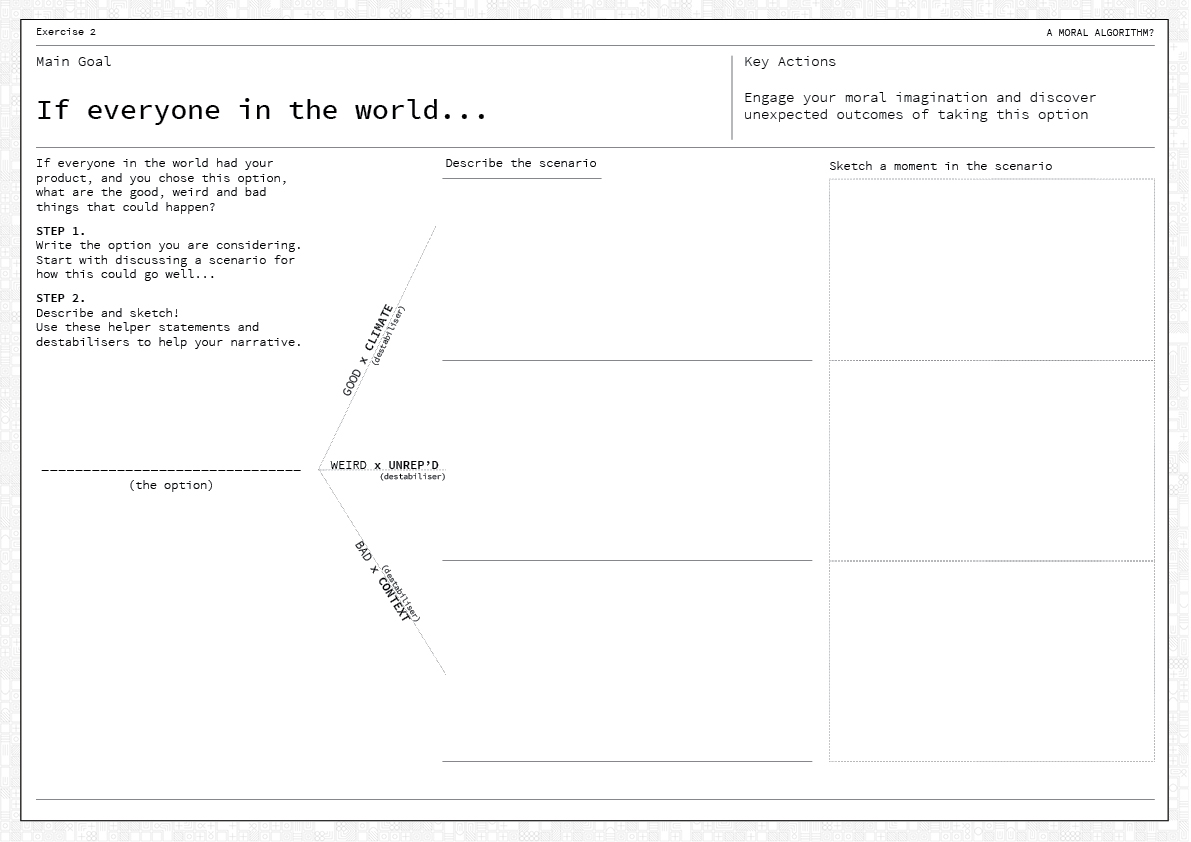 Exercise 2
A MORAL ALGORITHM?
Main Goal
If everyone in the world...
Key Actions
Engage your moral imagination and discover
unexpected outcomes of taking this option
If everyone in the world had your
product, and you chose this option,
what are the good, weird and bad
things that could happen?
STEP 1.
Write the option you are considering.
Start with discussing a scenario for
how this could go well...
STEP 2.
Describe and sketch!
Use these helper statements and
destabilisers to help your narrative.
_______________________________
(the option)
GOOD x CLIMATE
(destabiliser)
WEIRD x UNREP’D
(destabiliser)
BAD x CONTEXT
(destabiliser)
Describe the scenario
Sketch a moment in the scenario